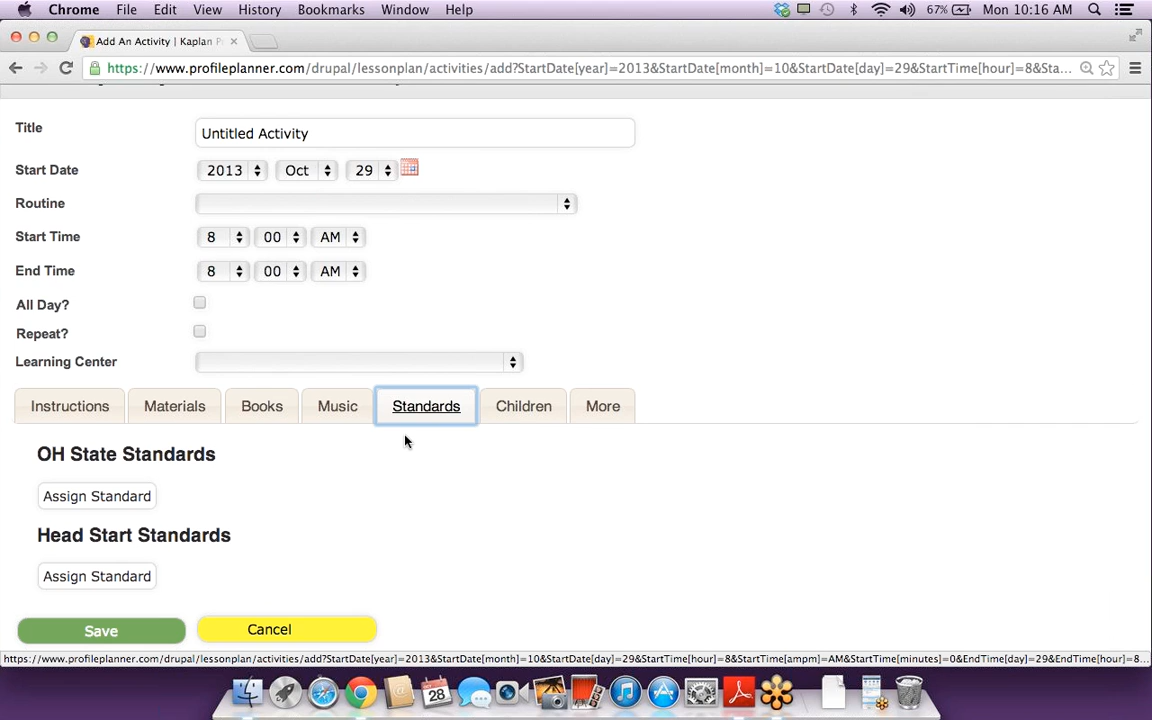 Chrome File Edit View History Bookmarks Window Help 67% Mon 10:16 AM
Add An Activity | Kaplan P
https://www.profileplanner.com/drupal/lessonplan/activities/add?StartDate[year]=2013&StartDate[month]=10&StartDate[day]=29&StartTime[hour]=8&Sta...
Title Untitled Activity
Start Date 2013 Oct 29
Routine
Start Time 8 00 AM
End Time 8 00 AM
All Day?
Repeat?
Learning Center
Instructions Materials Books Music Standards Children More
OH State Standards
Assign Standard
Head Start Standards
Assign Standard
Save Cancel
https://www.profileplanner.com/drupal/lessonplan/activities/add?StartDate[year]=2013&StartDate[month]=10&StartDate[day]=29&StartTime[hour]=8&StartTime[ampm]=AM&StartTime[minutes]=0&EndTime[day]=29&EndTime[hour]=8...
28